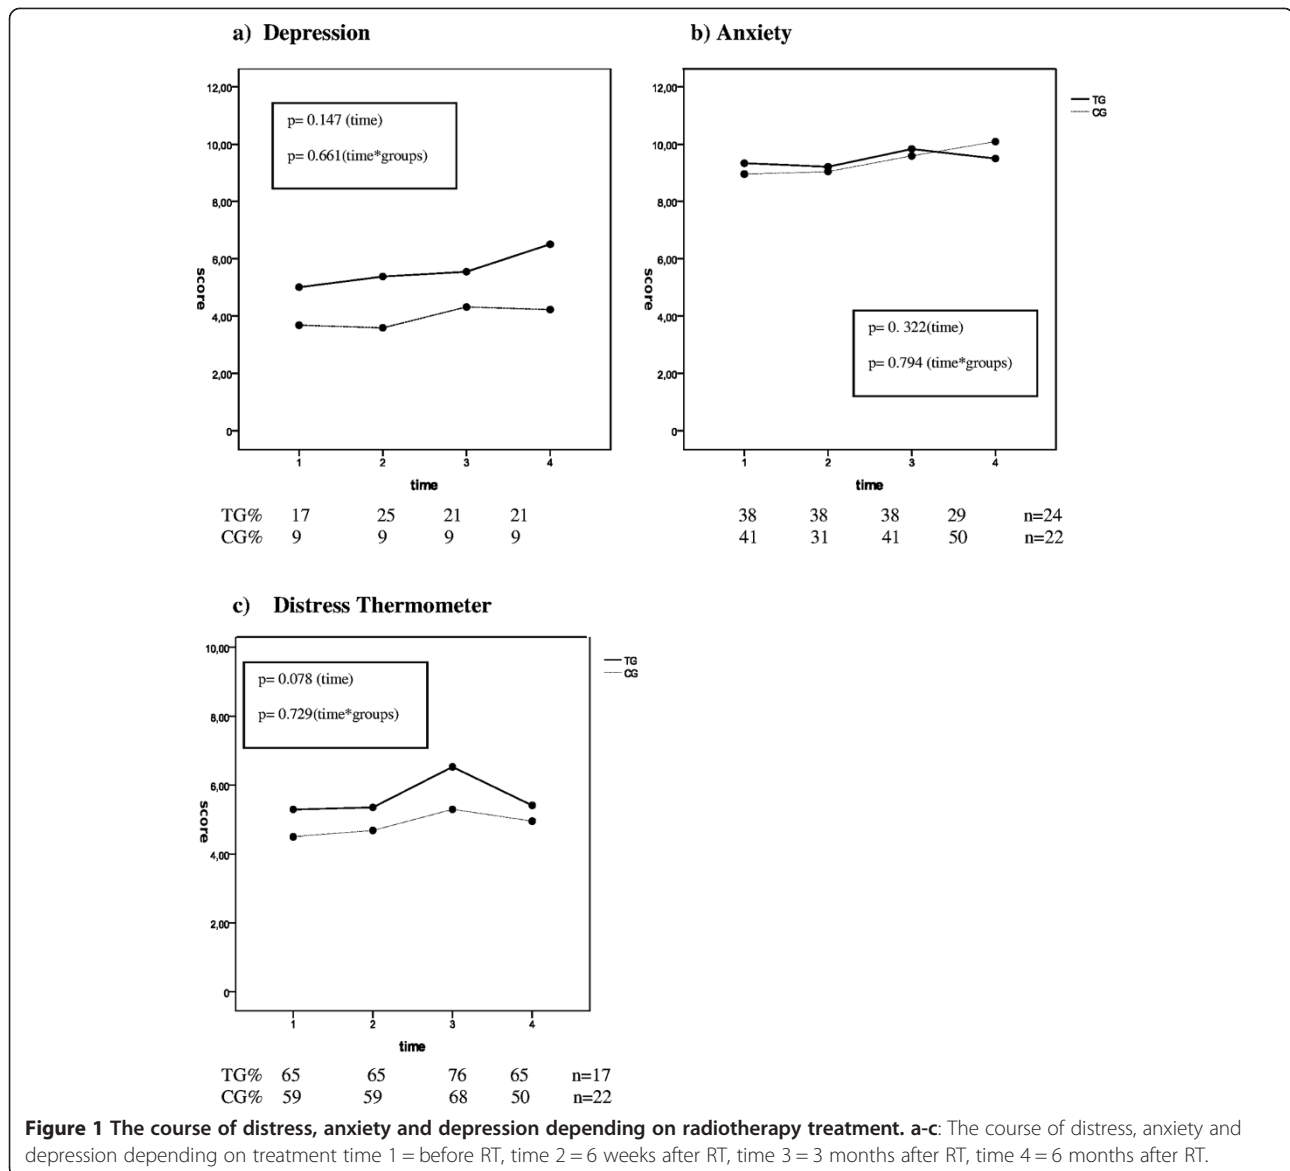 a) Depression
12,00
10,00
8,00
6,00
4,00
2,00
0
score
p= 0.147 (time)
p= 0.661(time*groups)
1 2 3 4
time
TG% 17 25 21 21
CG% 9 9 9 9
b) Anxiety
12,00
10,00
8,00
6,00
4,00
2,00
0
score
TG
CG
p= 0. 322(time)
p= 0.794 (time*groups)
1 2 3 4
time
38 38 38 29 n=24
41 31 41 50 n=22
c) Distress Thermometer
10,00
8,00
6,00
4,00
2,00
0
score
p= 0.078 (time)
p= 0.729(time*groups)
TG
CG
1 2 3 4
time
TG% 65 65 76 65 n=17
CG% 59 59 68 50 n=22
Figure 1 The course of distress, anxiety and depression depending on radiotherapy treatment. a-c: The course of distress, anxiety and
depression depending on treatment time 1 = before RT, time 2 = 6 weeks after RT, time 3 = 3 months after RT, time 4 = 6 months after RT.